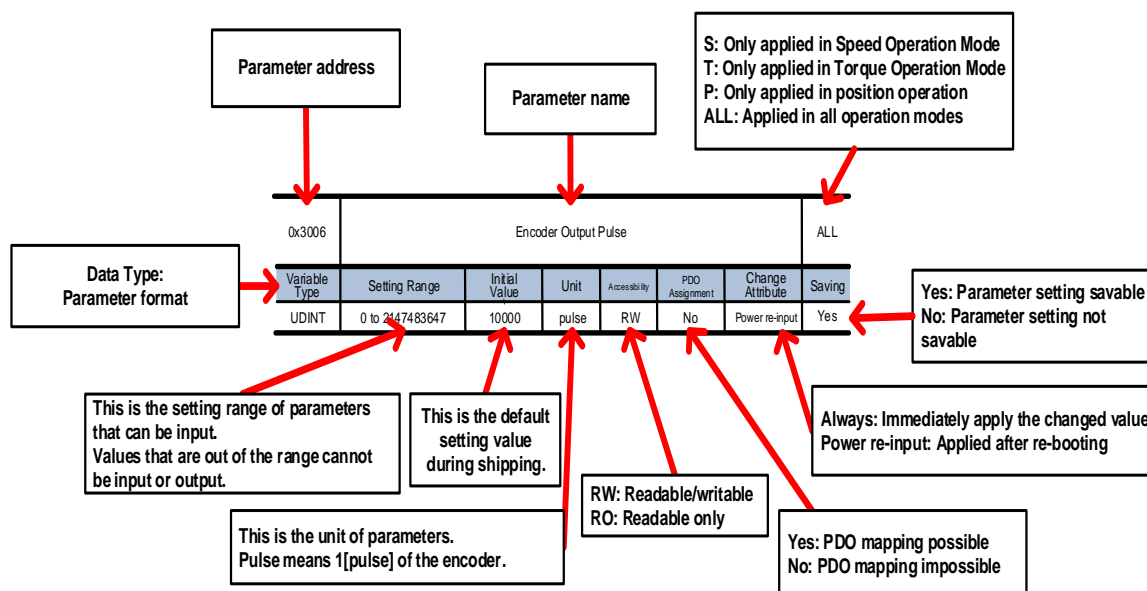 Parameter address
Parameter name
S: Only applied in Speed Operation Mode
T: Only applied in Torque Operation Mode
P: Only applied in position operation
ALL: Applied in all operation modes
0x3006 Encoder Output Pulse ALL
Data Type:
Parameter format
Variable Type Setting Range Initial Value Unit Accessibility PDO Assignment Change Attribute Saving
UDINT 0 to 2147483647 10000 pulse RW No Power re-input Yes
Yes: Parameter setting savable
No: Parameter setting not
savable
This is the setting range of parameters
that can be input.
Values that are out of the range cannot
be input or output.
This is the default
setting value
during shipping.
Always: Immediately apply the changed value
Power re-input: Applied after re-booting
RW: Readable/writable
RO: Readable only
This is the unit of parameters.
Pulse means 1[pulse] of the encoder.
Yes: PDO mapping possible
No: PDO mapping impossible